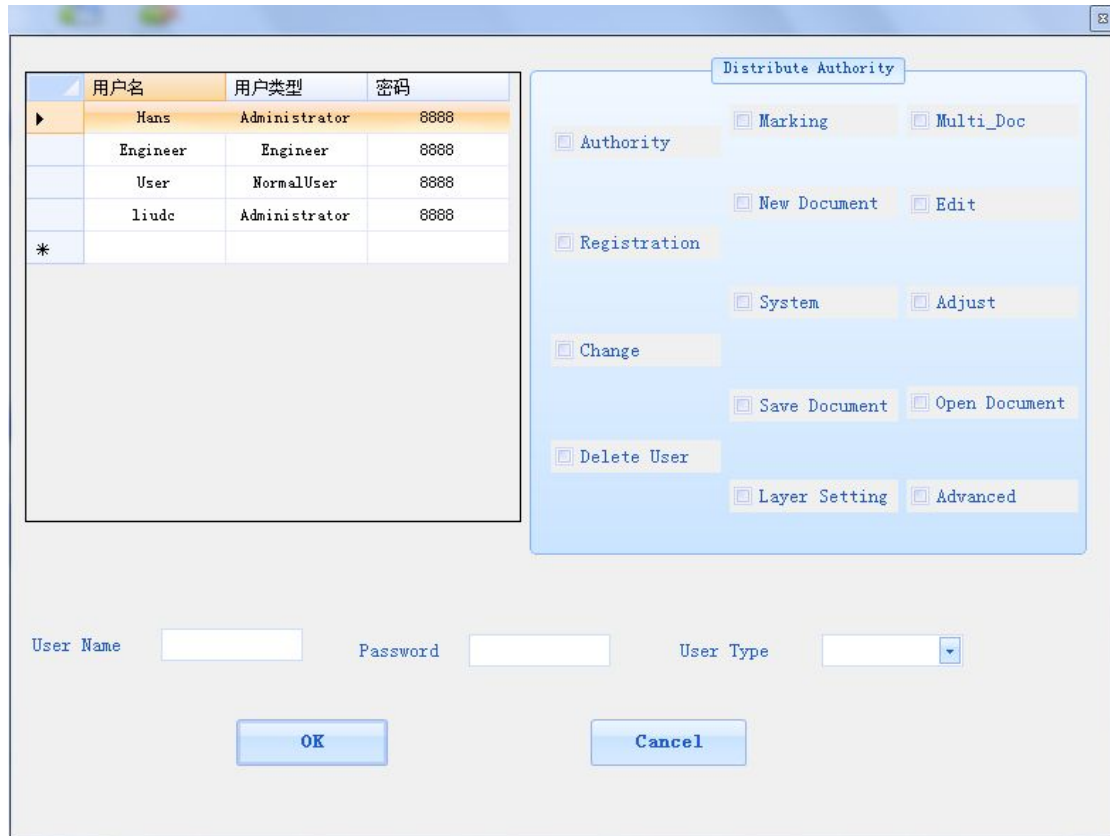 用户名 用户类型 密码
Hans Administrator 8888
Engineer Engineer 8888
User NormalUser 8888
liudc Administrator 8888
Distribute Authority
Authority
Registration
Change
Delete User
Marking Multi_Doc
New Document Edit
System Adjust
Save Document Open Document
Layer Setting Advanced
User Name Password User Type
OK Cancel